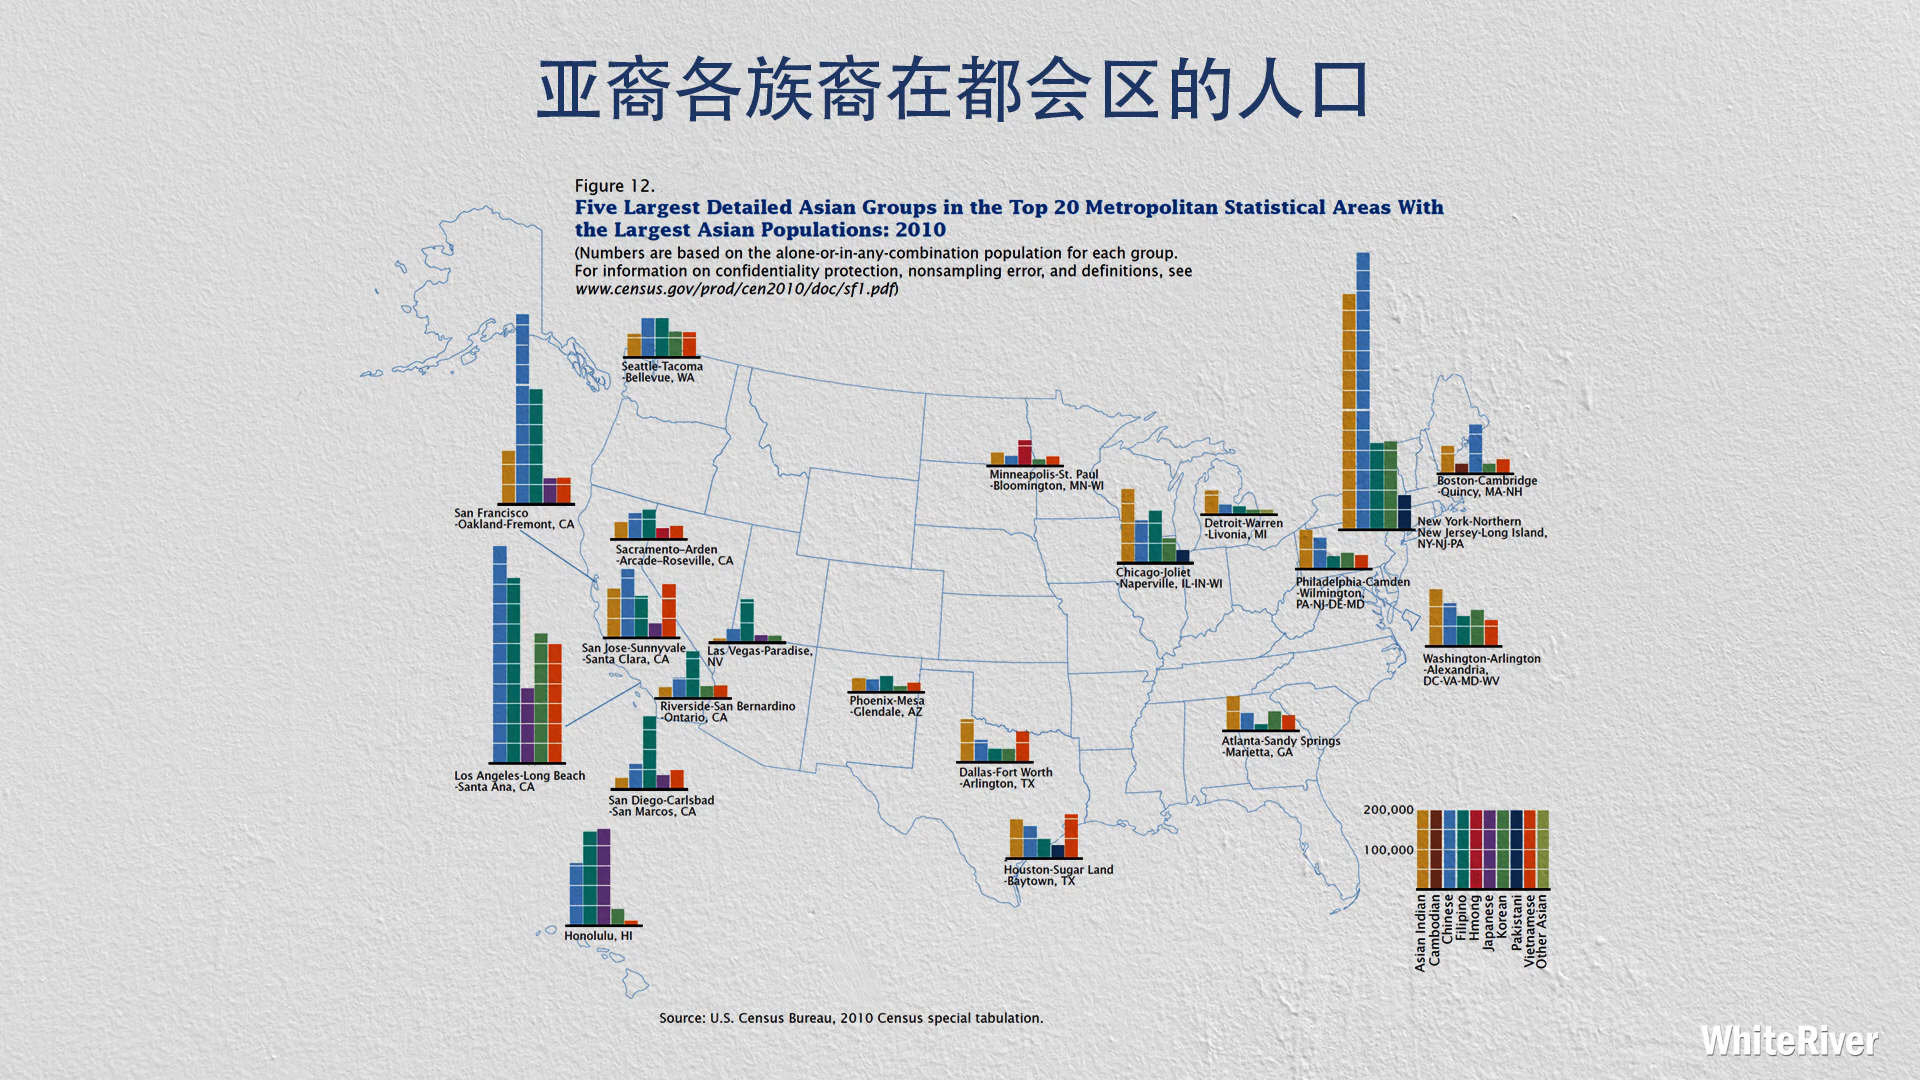 亚裔各族裔在都会区的人口
Figure 12.
Five Largest Detailed Asian Groups in the Top 20 Metropolitan Statistical Areas With
the Largest Asian Populations: 2010
(Numbers are based on the alone-or-in-any-combination population for each group.
For information on confidentiality protection, nonsampling error, and definitions, see
www.census.gov/prod/cen2010/doc/sf1.pdf)
Seattle-Tacoma
-Bellevue, WA
Minneapolis-St. Paul
-Bloomington, MN-WI
Boston-Cambridge
-Quincy, MA-NH
San Francisco
-Oakland-Fremont, CA
Detroit-Warren
-Livonia, MI
New York-Northern
New Jersey-Long Island,
NY-NJ-PA
Sacramento–Arden
-Arcade–Roseville, CA
Chicago-Joliet
-Naperville, IL-IN-WI
Philadelphia-Camden
-Wilmington,
PA-NJ-DE-MD
San Jose-Sunnyvale
-Santa Clara, CA
Las Vegas-Paradise,
NV
Washington-Arlington
-Alexandria,
DC-VA-MD-WV
Riverside-San Bernardino
-Ontario, CA
Phoenix-Mesa
-Glendale, AZ
Atlanta-Sandy Springs
-Marietta, GA
Los Angeles-Long Beach
-Santa Ana, CA
Dallas-Fort Worth
-Arlington, TX
San Diego-Carlsbad
-San Marcos, CA
Houston-Sugar Land
-Baytown, TX
Honolulu, HI
200,000
100,000
Asian Indian
Cambodian
Chinese
Filipino
Hmong
Japanese
Korean
Pakistani
Vietnamese
Other Asian
Source: U.S. Census Bureau, 2010 Census special tabulation.
WhiteRiver